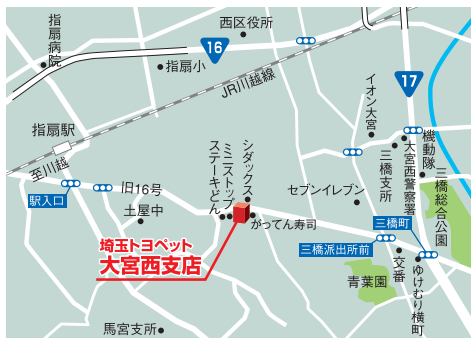 西区役所
16
指扇病院
指扇小
JR川越線
17
イオン大宮
指扇駅
至川越
機動隊
大宮西警察署
三橋支所
三橋総合公園
シダックス
ミニストップ
ステーキどん
旧16号
駅入口
セブンイレブン
土屋中
がってん寿司
三橋町
埼玉トヨペット
大宮西支店
三橋派出所前
交番
ゆけむり横町
青葉園
馬宮支所